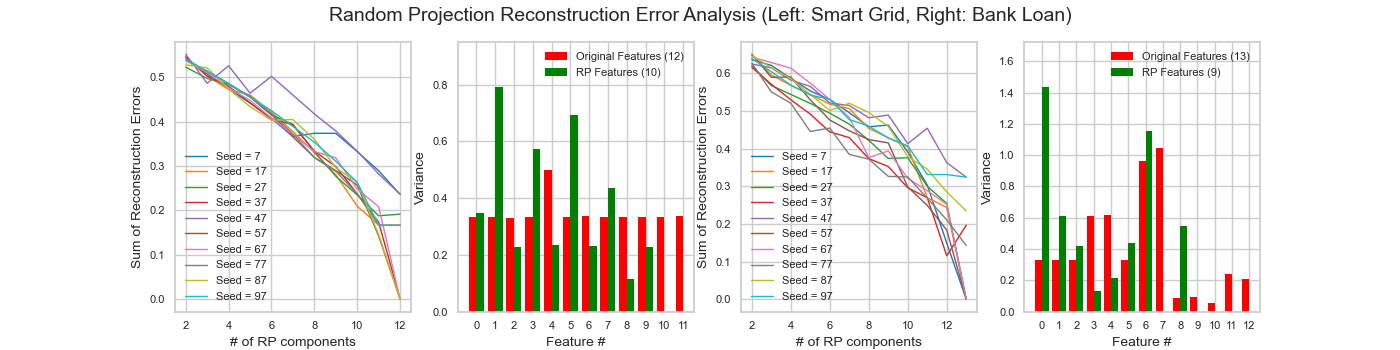 Random Projection Reconstruction Error Analysis (Left: Smart Grid, Right: Bank Loan)
Sum of Reconstruction Errors
0.5
0.4
0.3
0.2
0.1
0.0
Seed = 7
Seed = 17
Seed = 27
Seed = 37
Seed = 47
Seed = 57
Seed = 67
Seed = 77
Seed = 87
Seed = 97
2 4 6 8 10 12
# of RP components
Variance
0.8
0.6
0.4
0.2
0.0
Original Features (12)
RP Features (10)
0 1 2 3 4 5 6 7 8 9 10 11
Feature #
Sum of Reconstruction Errors
0.6
0.5
0.4
0.3
0.2
0.1
0.0
Seed = 7
Seed = 17
Seed = 27
Seed = 37
Seed = 47
Seed = 57
Seed = 67
Seed = 77
Seed = 87
Seed = 97
2 4 6 8 10 12
# of RP components
Variance
1.6
1.4
1.2
1.0
0.8
0.6
0.4
0.2
0.0
Original Features (13)
RP Features (9)
0 1 2 3 4 5 6 7 8 9 10 11 12
Feature #